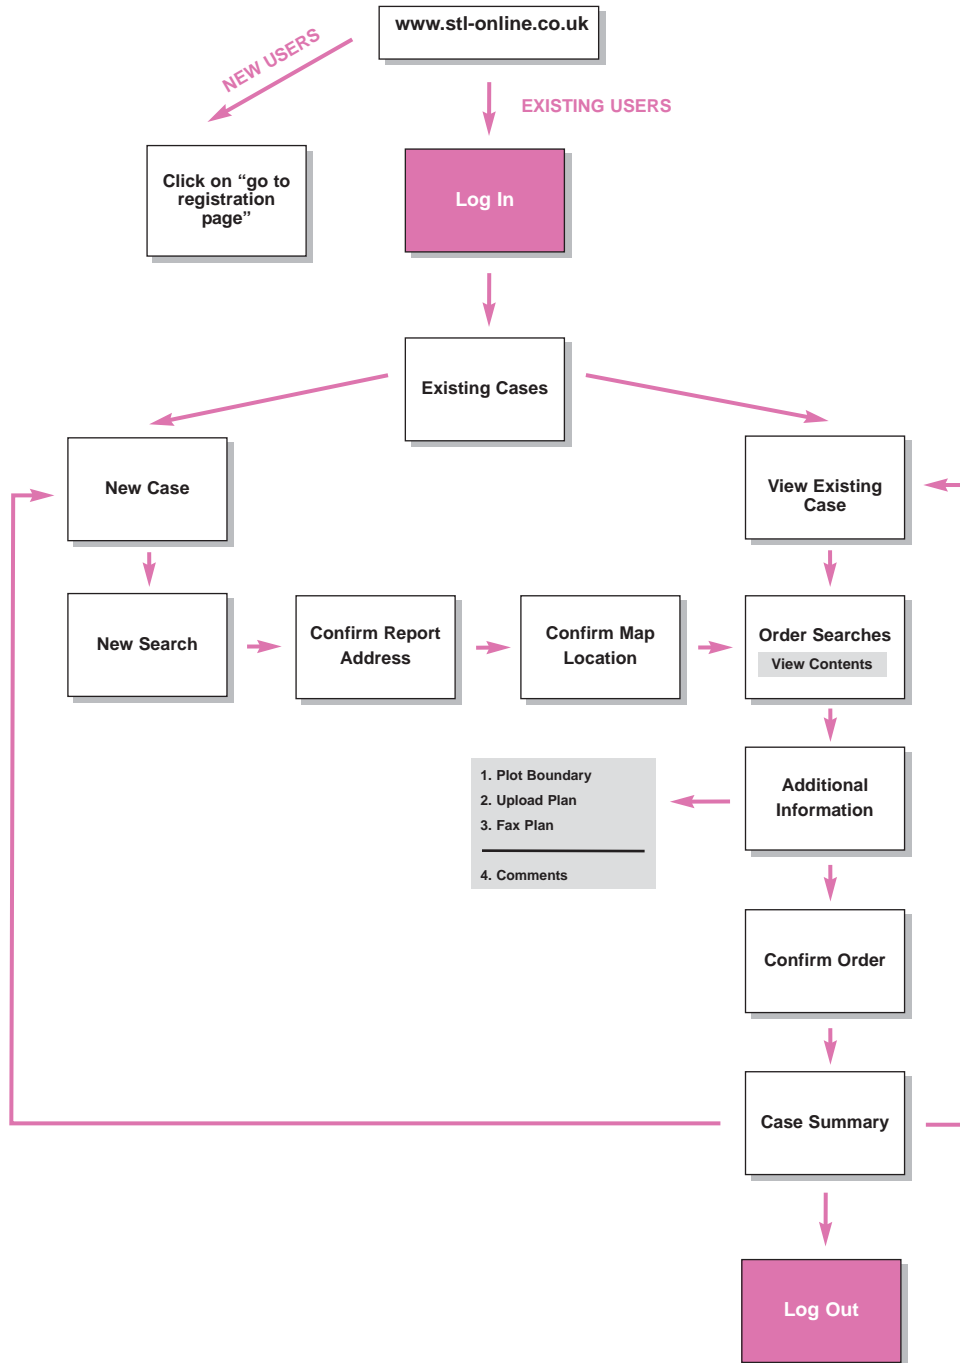 www.stl-online.co.uk
NEW USERS
EXISTING USERS
Click on “go to
registration
page”
Log In
Existing Cases
New Case
View Existing
Case
New Search
Confirm Report
Address
Confirm Map
Location
Order Searches
View Contents
1. Plot Boundary
2. Upload Plan
3. Fax Plan
4. Comments
Additional
Information
Confirm Order
Case Summary
Log Out